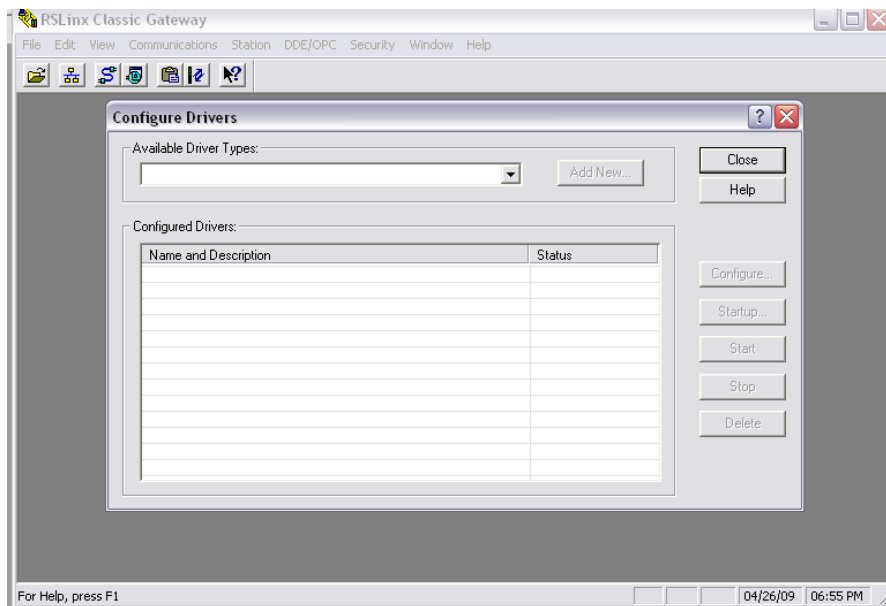 RSLinx Classic Gateway
File Edit View Communications Station DDE/OPC Security Window Help
Configure Drivers
Available Driver Types:
Add New...
Close
Help
Configured Drivers:
Name and Description Status
Configure...
Startup...
Start
Stop
Delete
For Help, press F1 04/26/09 06:55 PM